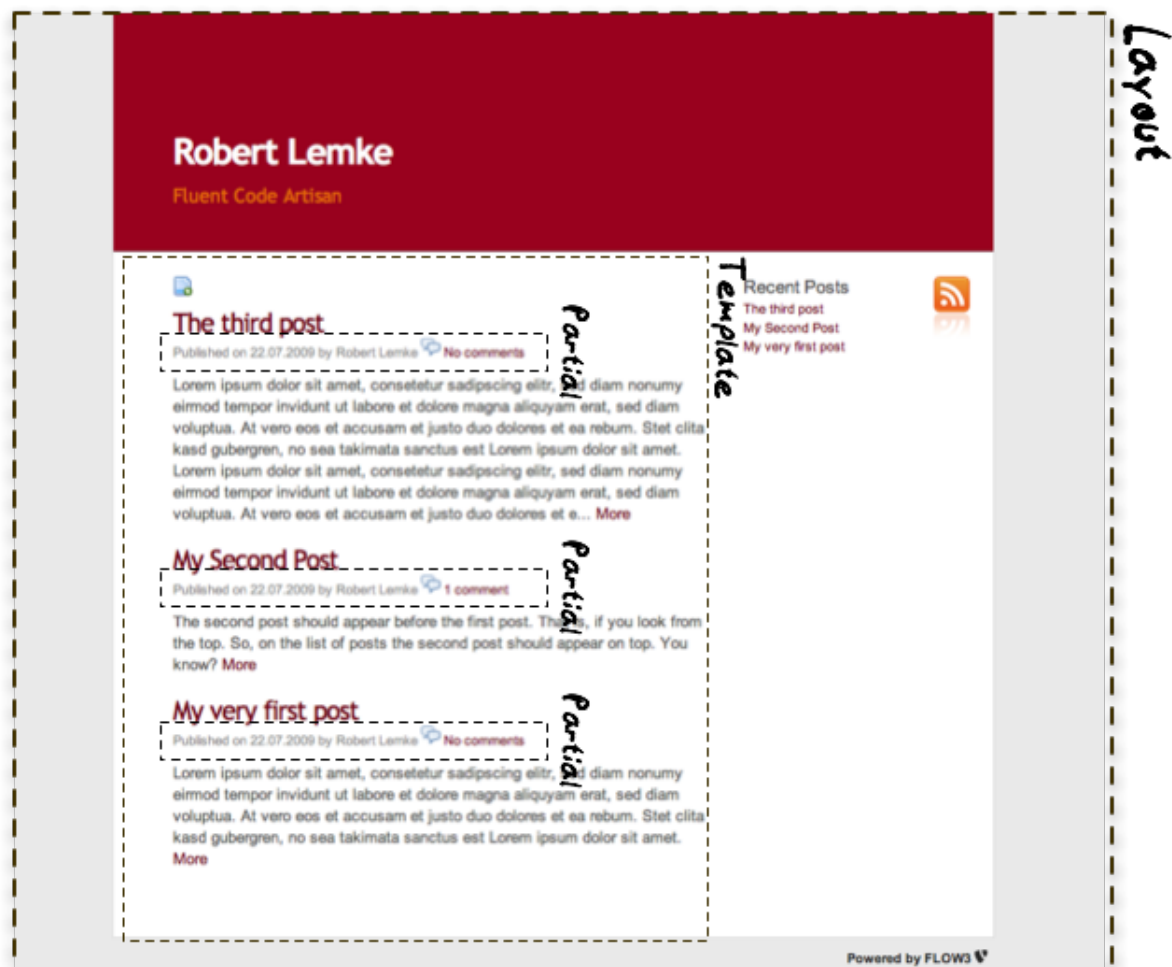 Layout
Robert Lemke
Fluent Code Artisan
Template
The third post
Partial
Published on 22.07.2009 by Robert Lemke No comments
Lorem ipsum dolor sit amet, consetetur sadipscing elitr, sed diam nonumy
eirmod tempor invidunt ut labore et dolore magna aliquyam erat, sed diam
voluptua. At vero eos et accusam et justo duo dolores et ea rebum. Stet clita
kasd gubergren, no sea takimata sanctus est Lorem ipsum dolor sit amet.
Lorem ipsum dolor sit amet, consetetur sadipscing elitr, sed diam nonumy
eirmod tempor invidunt ut labore et dolore magna aliquyam erat, sed diam
voluptua. At vero eos et accusam et justo duo dolores et e... More
My Second Post
Partial
Published on 22.07.2009 by Robert Lemke 1 comment
The second post should appear before the first post. That is, if you look from
the top. So, on the list of posts the second post should appear on top. You
know? More
My very first post
Partial
Published on 22.07.2009 by Robert Lemke No comments
Lorem ipsum dolor sit amet, consetetur sadipscing elitr, sed diam nonumy
eirmod tempor invidunt ut labore et dolore magna aliquyam erat, sed diam
voluptua. At vero eos et accusam et justo duo dolores et ea rebum. Stet clita
kasd gubergren, no sea takimata sanctus est Lorem ipsum dolor sit amet.
More
Recent Posts
The third post
My Second Post
My very first post
Powered by FLOW3